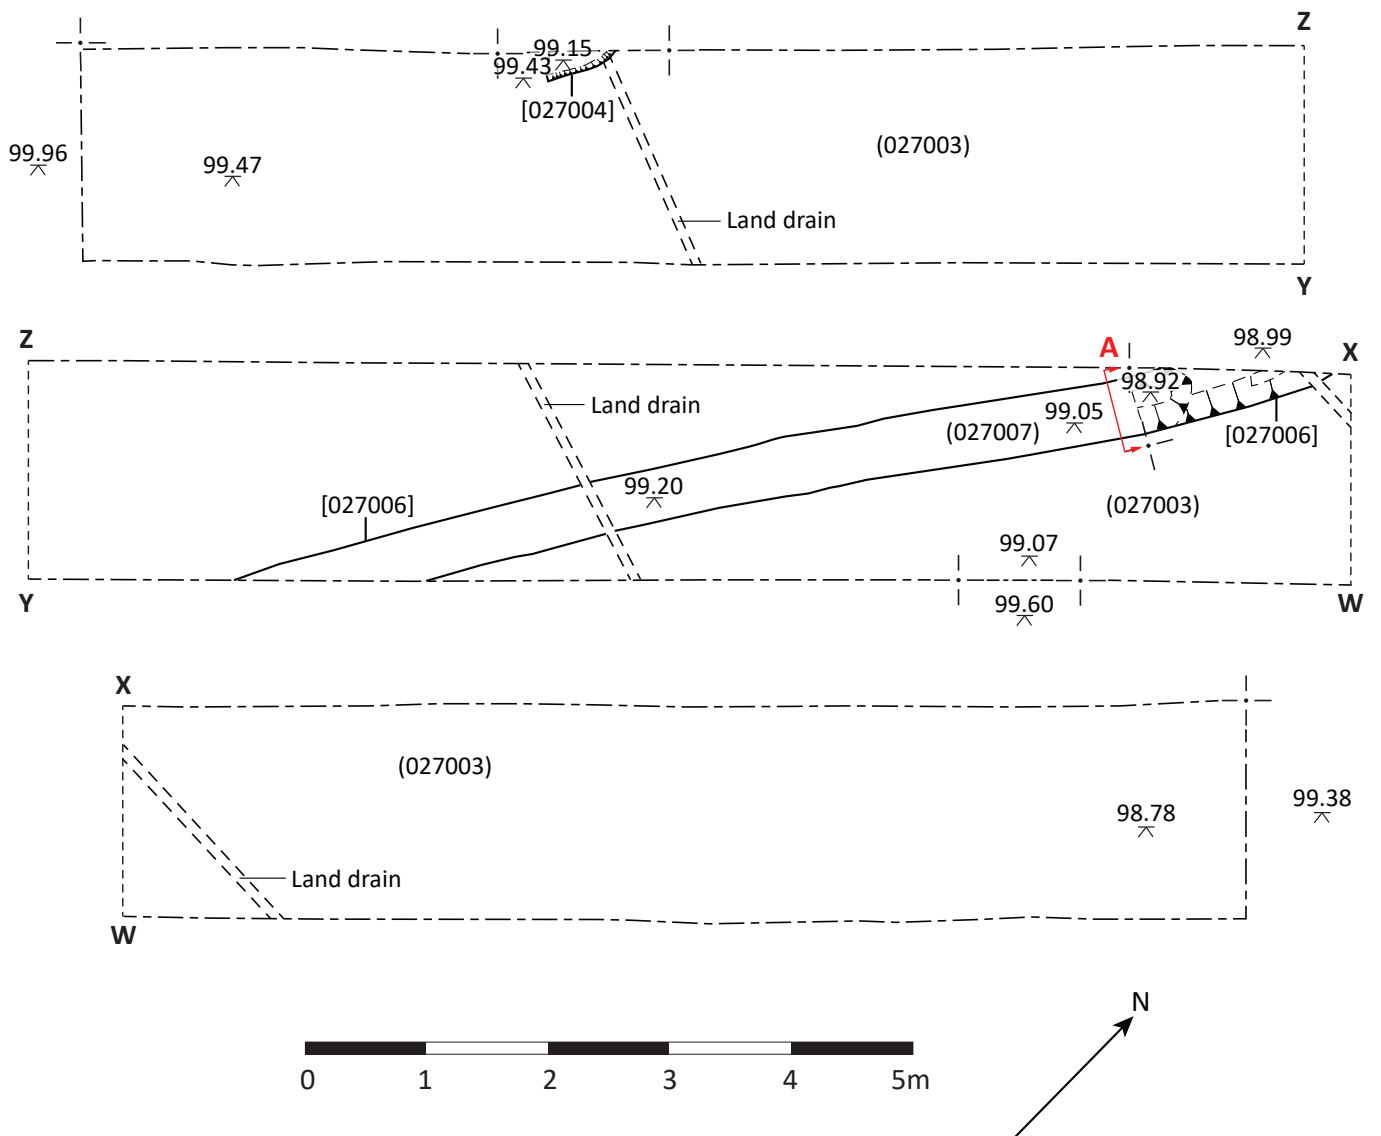 Z
99.15
99.43
[027004]
(027003)
99.96
99.47
Land drain
Y
Z
A
98.99
X
98.92
Land drain
99.05
(027007)
[027006]
99.20
[027006]
(027003)
99.07
Y
99.60
W
X
(027003)
98.78
99.38
Land drain
W
N
0 1 2 3 4 5m